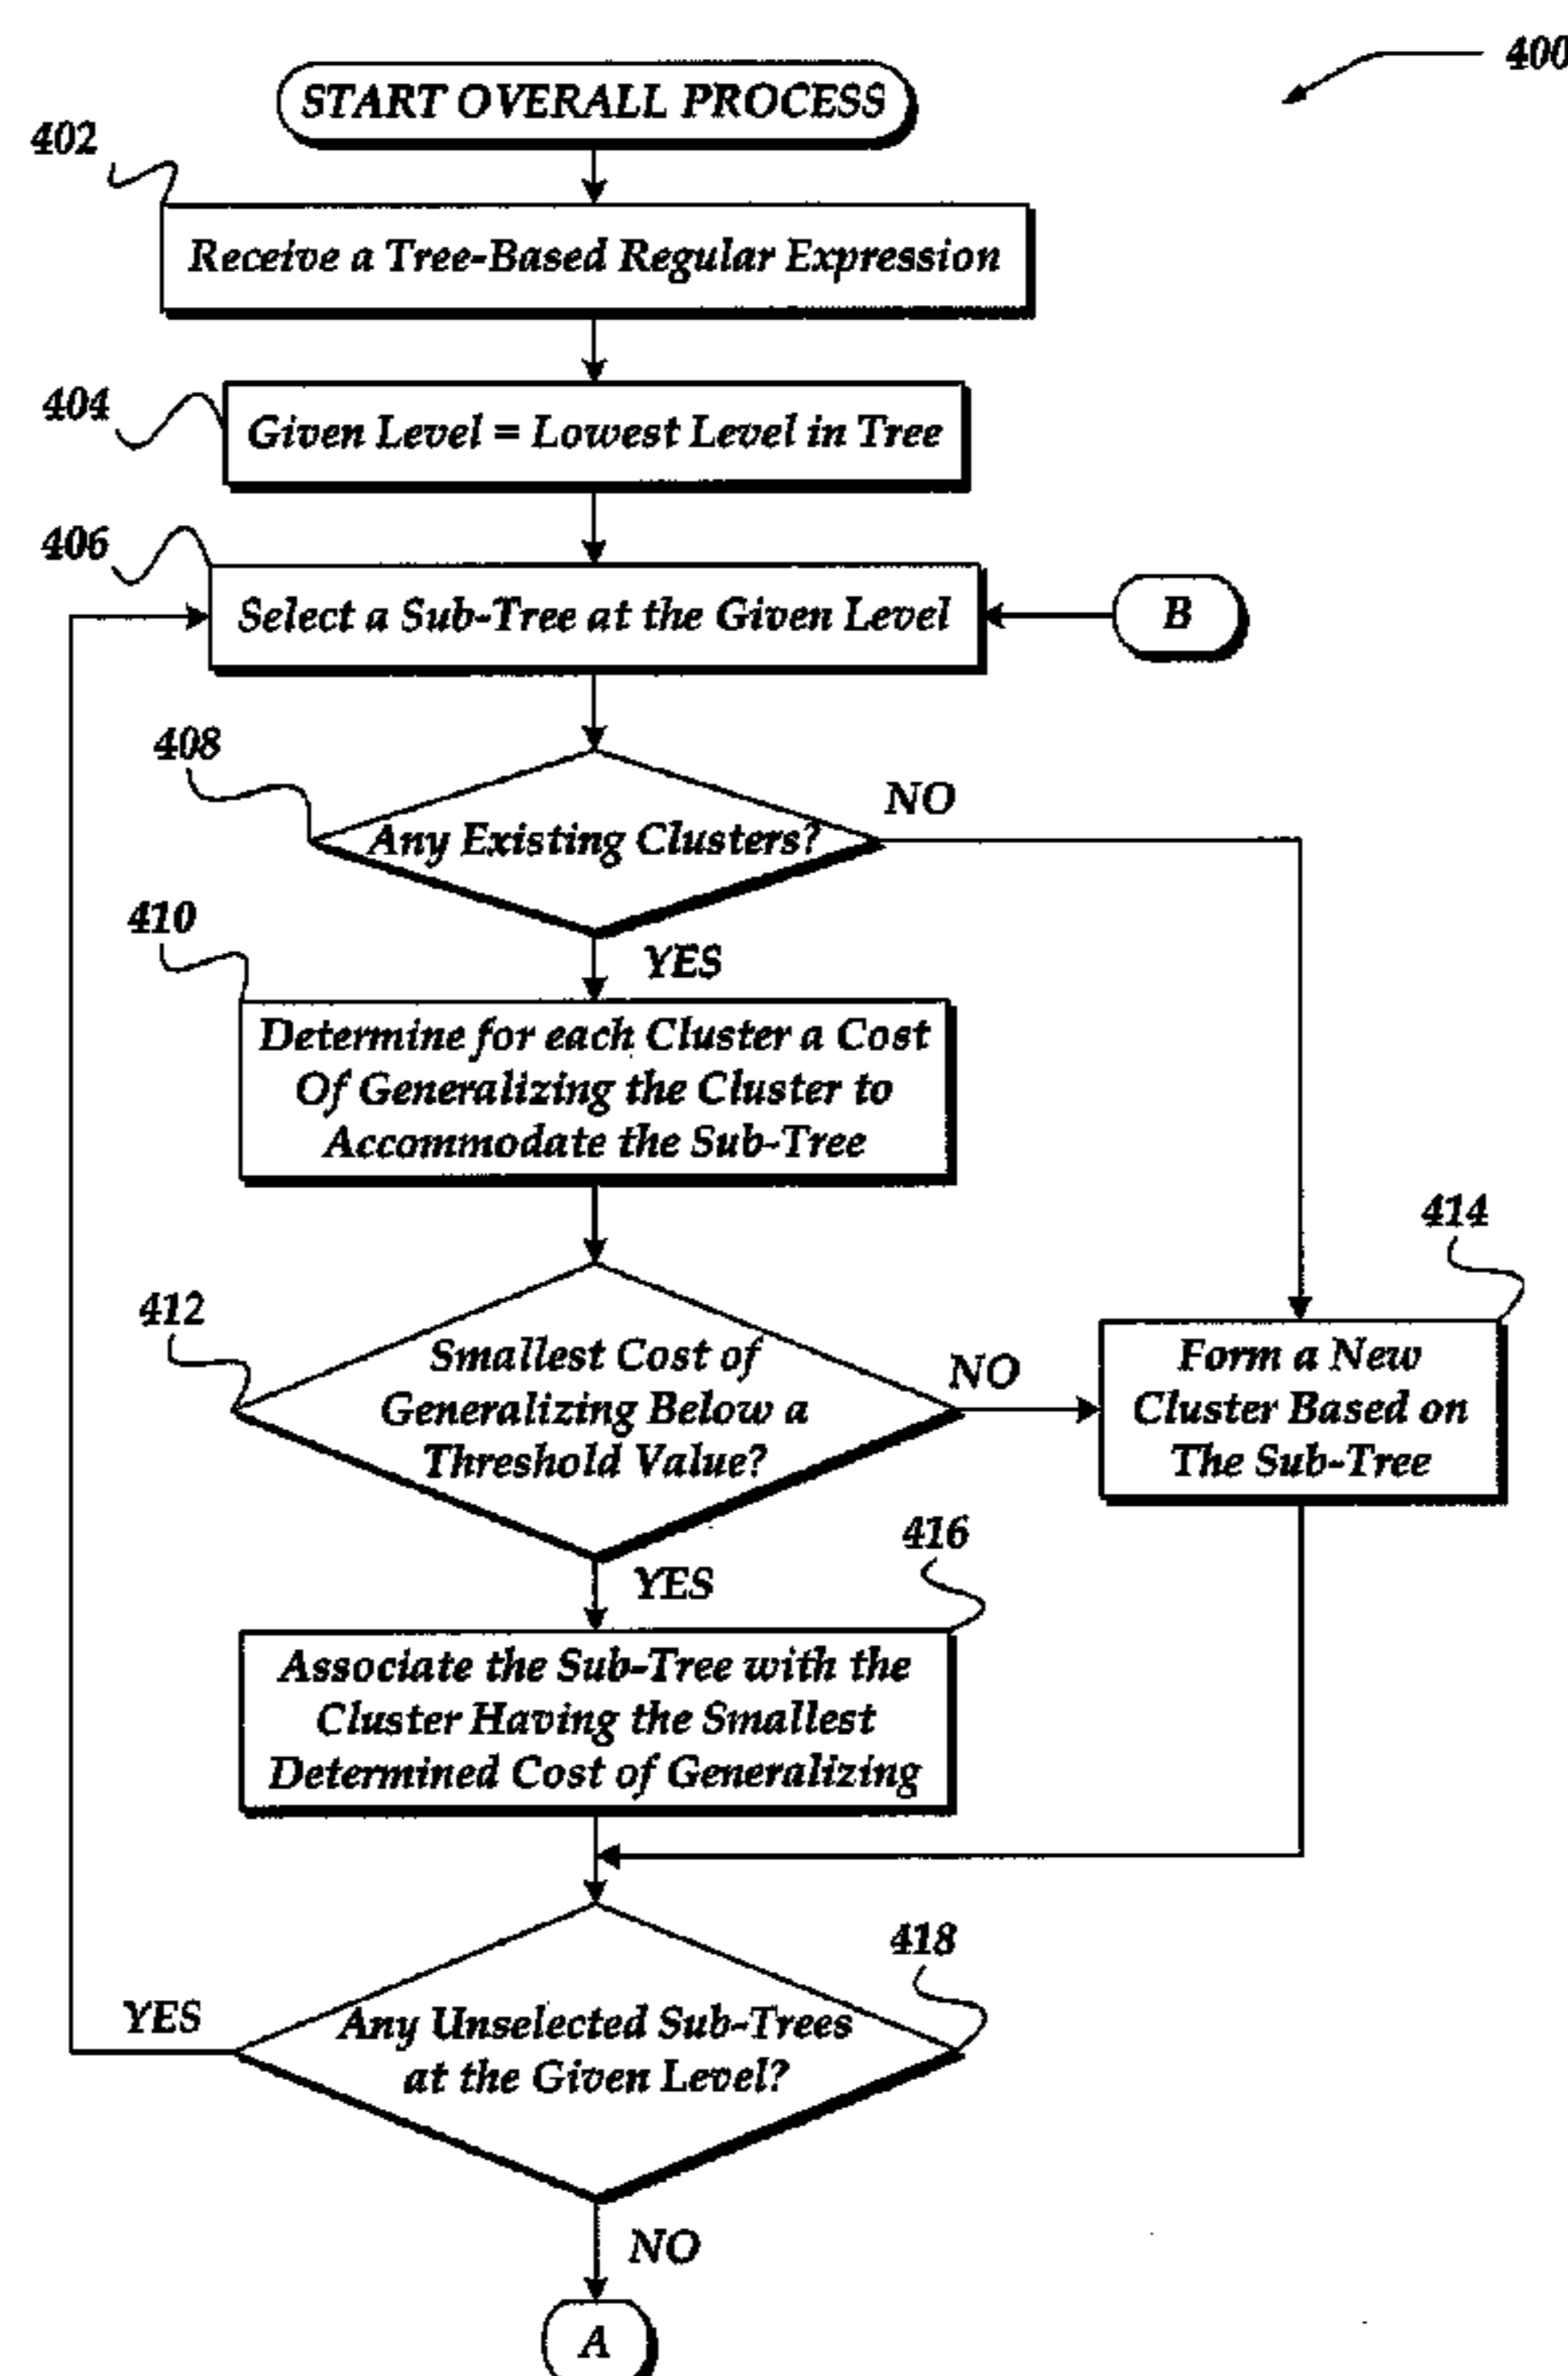 400
START OVERALL PROCESS
402
Receive a Tree-Based Regular Expression
404
Given Level = Lowest Level in Tree
406
Select a Sub-Tree at the Given Level
B
408
Any Existing Clusters?
NO
YES
410
Determine for each Cluster a Cost
Of Generalizing the Cluster to
Accommodate the Sub-Tree
412
Smallest Cost of
Generalizing Below a
Threshold Value?
NO
YES
414
Form a New
Cluster Based on
The Sub-Tree
416
Associate the Sub-Tree with the
Cluster Having the Smallest
Determined Cost of Generalizing
418
Any Unselected Sub-Trees
at the Given Level?
YES
NO
A